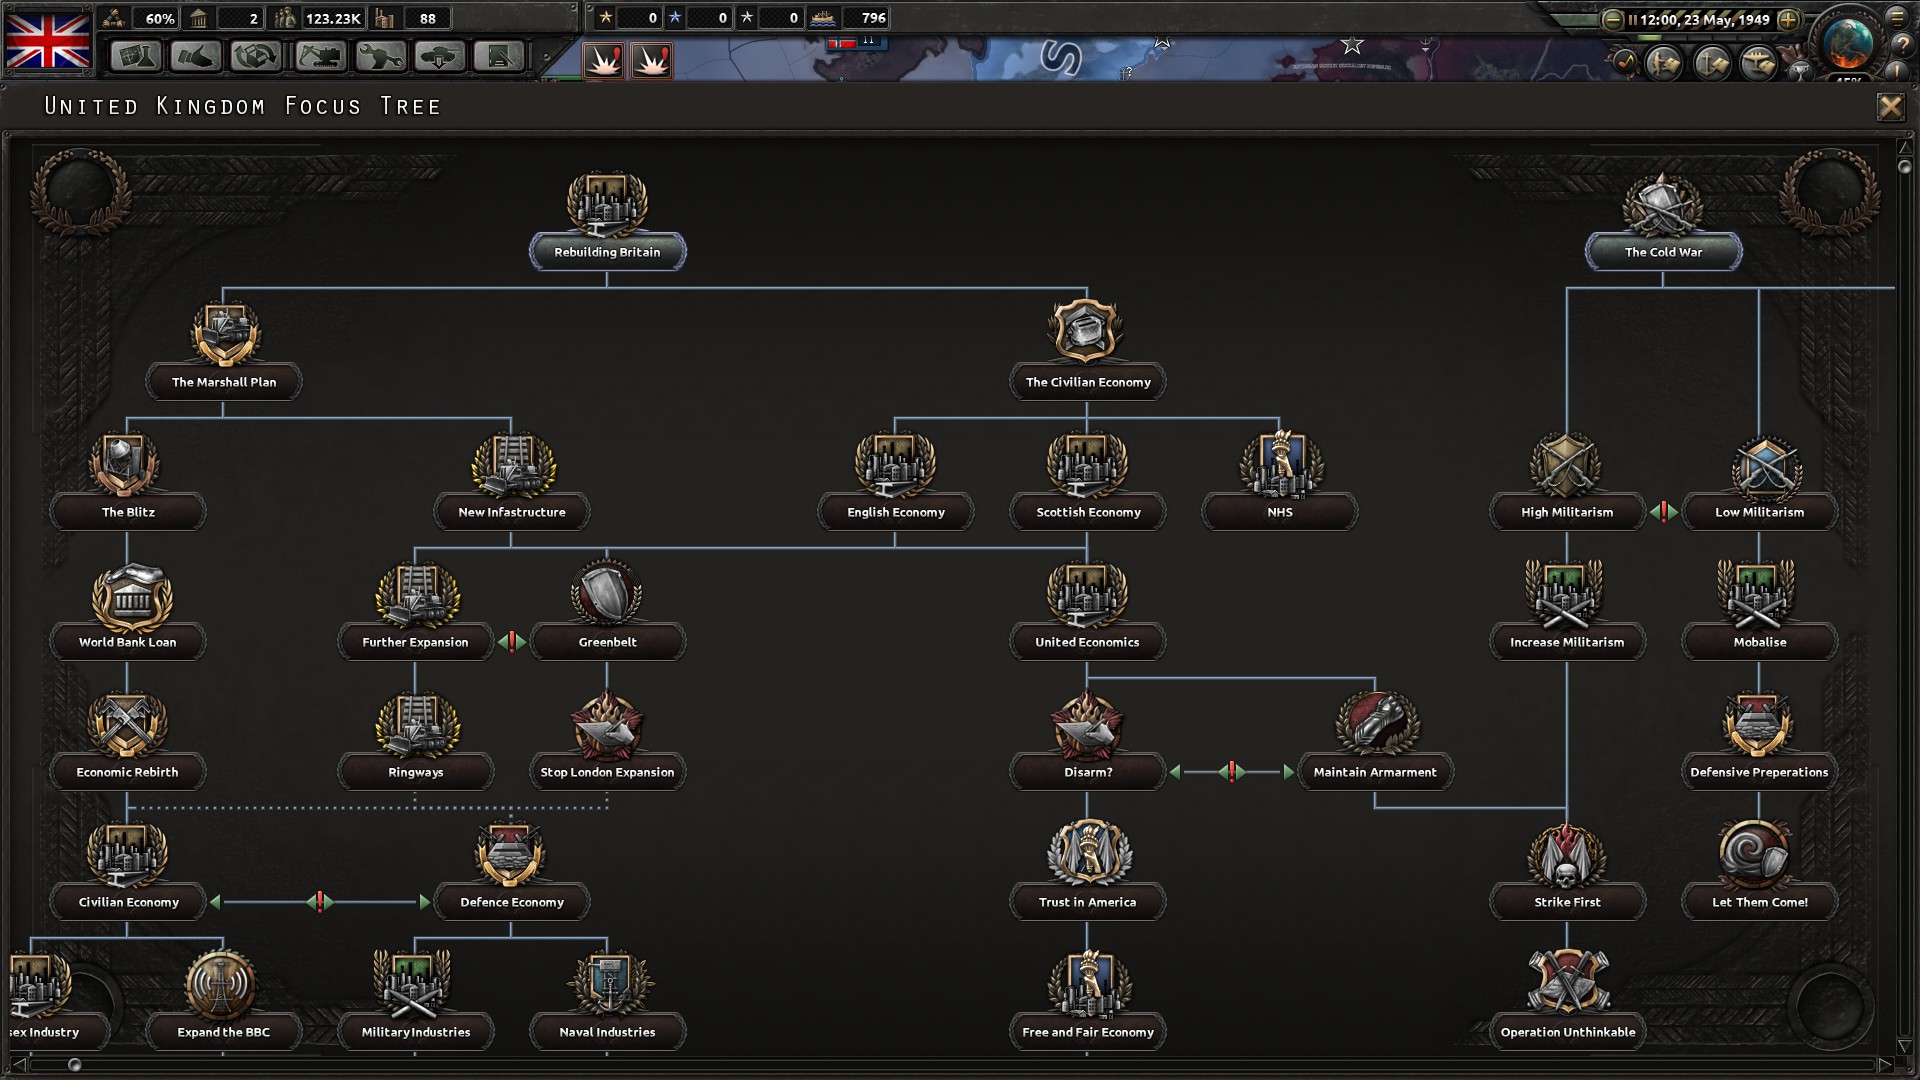 60%
2
123.23K
88
0
0
0
796
12:00, 23 May, 1949
11
United Kingdom Focus Tree
Rebuilding Britain
The Cold War
The Marshall Plan
The Civilian Economy
The Blitz
New Infastructure
English Economy
Scottish Economy
NHS
High Militarism
Low Militarism
World Bank Loan
Further Expansion
Greenbelt
United Economics
Increase Militarism
Mobalise
Economic Rebirth
Ringways
Stop London Expansion
Disarm?
Maintain Armarment
Defensive Preperations
Civilian Economy
Defence Economy
Trust in America
Strike First
Let Them Come!
sex Industry
Expand the BBC
Military Industries
Naval Industries
Free and Fair Economy
Operation Unthinkable